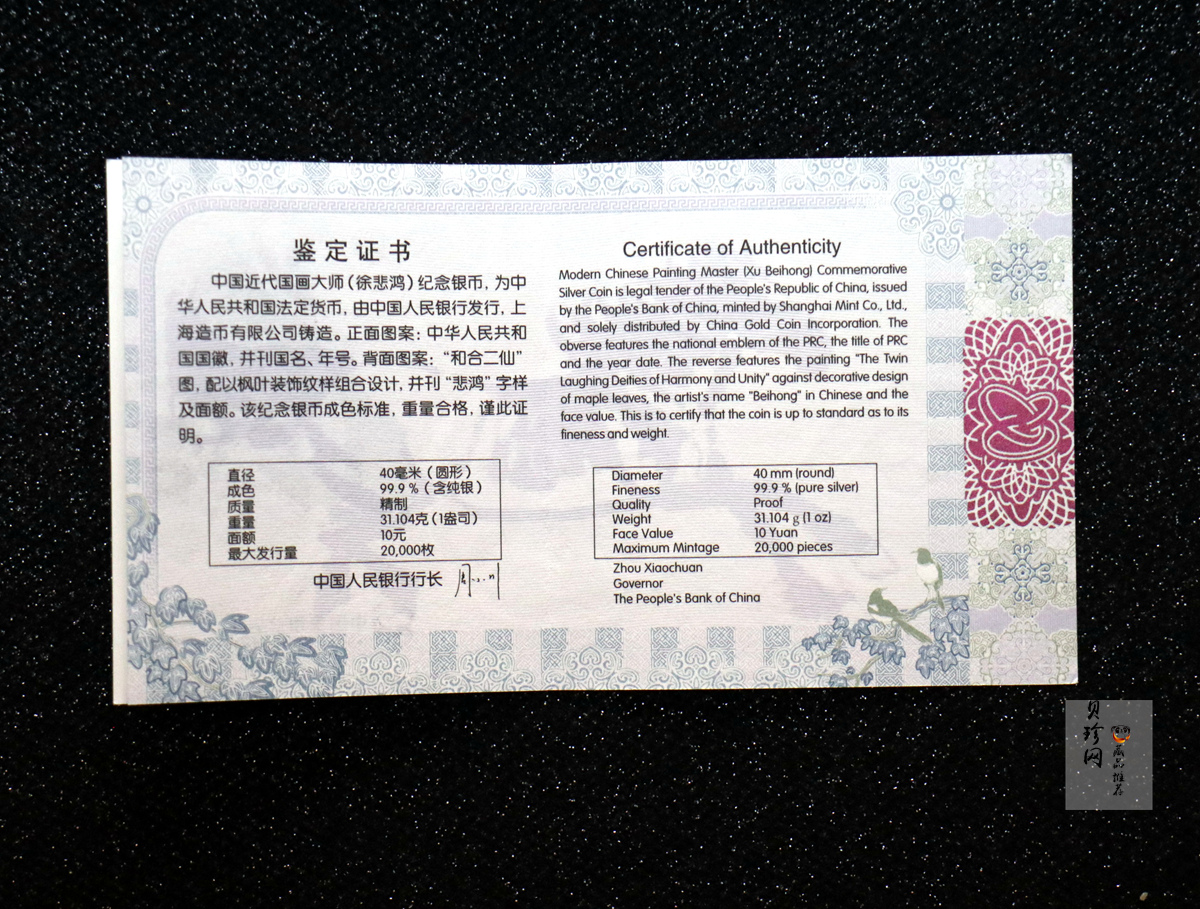 鉴定证书
中国近代国画大师（徐悲鸿）纪念银币，为中
华人民共和国法定货币，由中国人民银行发行，上
海造币有限公司铸造。正面图案：中华人民共和
国国徽，并刊国名、年号。背面图案：“和合二仙”
图，配以枫叶装饰纹样组合设计，并刊“悲鸿”字样
及面额。该纪念银币成色标准，重量合格，谨此证
明。
直径 40毫米（圆形）
成色 99.9%（含纯银）
质量 精制
重量 31.104克（1盎司）
面额 10元
最大发行量 20,000枚
中国人民银行行长
Certificate of Authenticity
Modern Chinese Painting Master (Xu Beihong) Commemorative
Silver Coin is legal tender of the People's Republic of China, issued
by the People's Bank of China, minted by Shanghai Mint Co., Ltd.,
and solely distributed by China Gold Coin Incorporation. The
obverse features the national emblem of the PRC, the title of PRC
and the year date. The reverse features the painting "The Twin
Laughing Deities of Harmony and Unity" against decorative design
of maple leaves, the artist's name "Beihong" in Chinese and the
face value. This is to certify that the coin is up to standard as to its
fineness and weight.
Diameter 40 mm (round)
Fineness 99.9 % (pure silver)
Quality Proof
Weight 31.104 g (1 oz)
Face Value 10 Yuan
Maximum Mintage 20,000 pieces
Zhou Xiaochuan
Governor
The People's Bank of China
贝珍网
藏品推荐